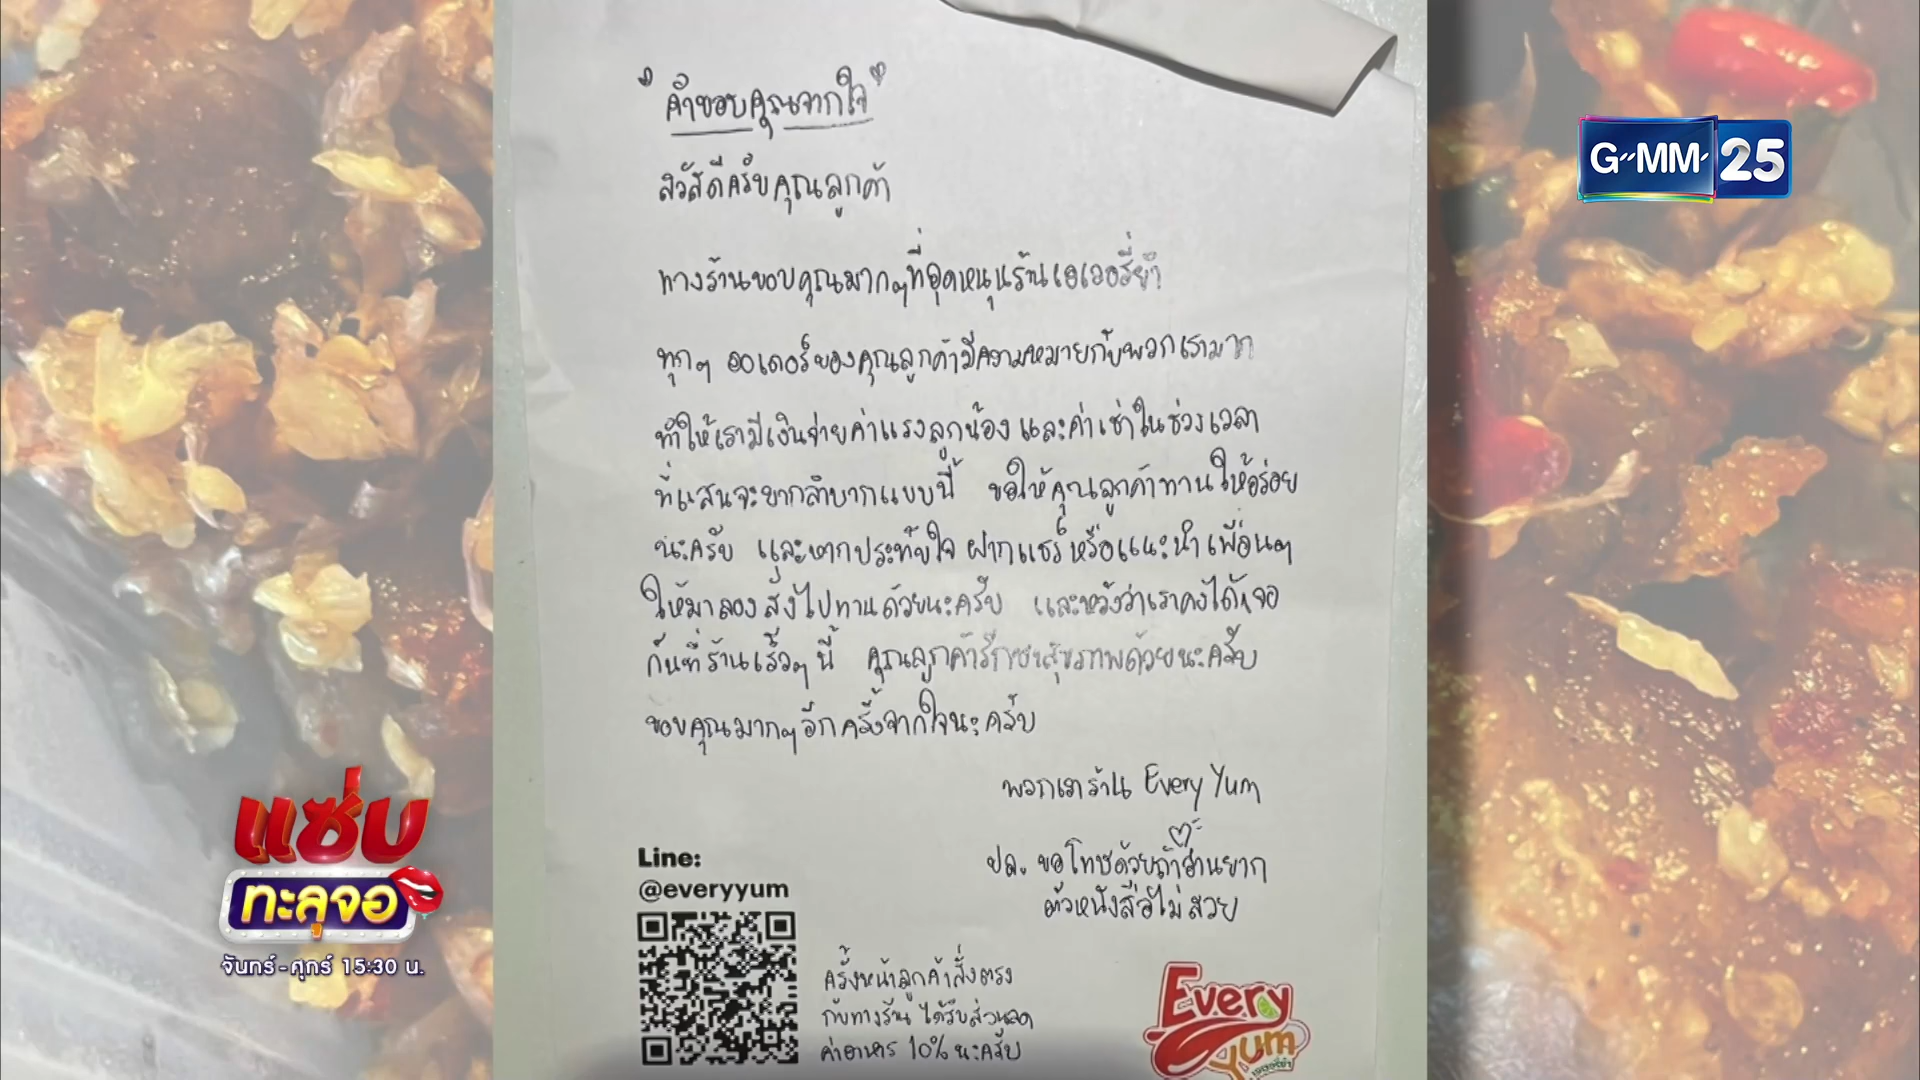 "คำขอบคุณจากใจ"
สวัสดีครับคุณลูกค้า
ทางร้านขอบคุณมากๆที่อุดหนุนร้านเอเวอรี่ยำ
ทุกๆ ออเดอร์ของคุณลูกค้ามีความหมายกับพวกเรามาก
ทำให้เรามีเงินจ่ายค่าแรงลูกน้อง และค่าเช่าในช่วงเวลา
ที่แสนจะยากลำบากแบบนี้ ขอให้คุณลูกค้าทานให้อร่อย
นะครับ และหากประทับใจ ฝากแชร์หรือแนะนำเพื่อนๆ
ให้มาลองสั่งไปทานด้วยนะครับ และหวังว่าเราคงได้เจอ
กันที่ร้านเร็วๆ นี้ คุณลูกค้ารักษาสุขภาพด้วยนะครับ
ขอบคุณมากๆอีกครั้งจากใจนะครับ
พวกเราร้าน Every Yum
ปล. ขอโทษด้วยถ้าอ่านยาก
ตัวหนังสือไม่สวย
Line:
@everyyum
ครั้งหน้าลูกค้าสั่งตรง
กับทางร้าน ได้รับส่วนลด
ค่าอาหาร 10% นะครับ
Every
Yum
เอเวอรี่ยำ
GMM 25
แซ่บ
ทะลุจอ
จันทร์-ศุกร์ 15:30 น.